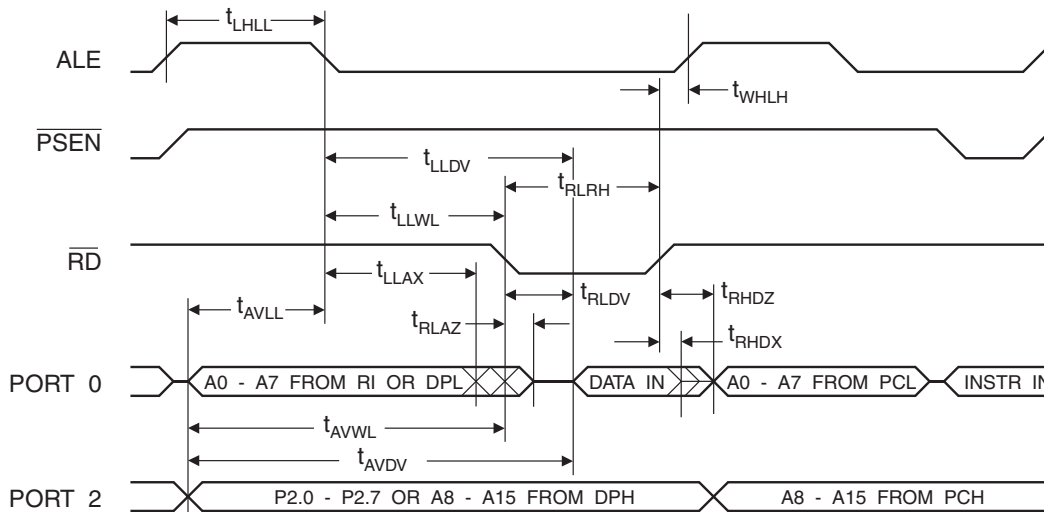 tLHLL
ALE
tWHLH
PSEN
tLLDV
tRLRH
tLLWL
RD
tLLAX
tRLDV
tRHDZ
tAVLL
tRLAZ
tRHDX
PORT 0
A0 - A7 FROM RI OR DPL
DATA IN
A0 - A7 FROM PCL
INSTR IN
tAVWL
tAVDV
PORT 2
P2.0 - P2.7 OR A8 - A15 FROM DPH
A8 - A15 FROM PCH